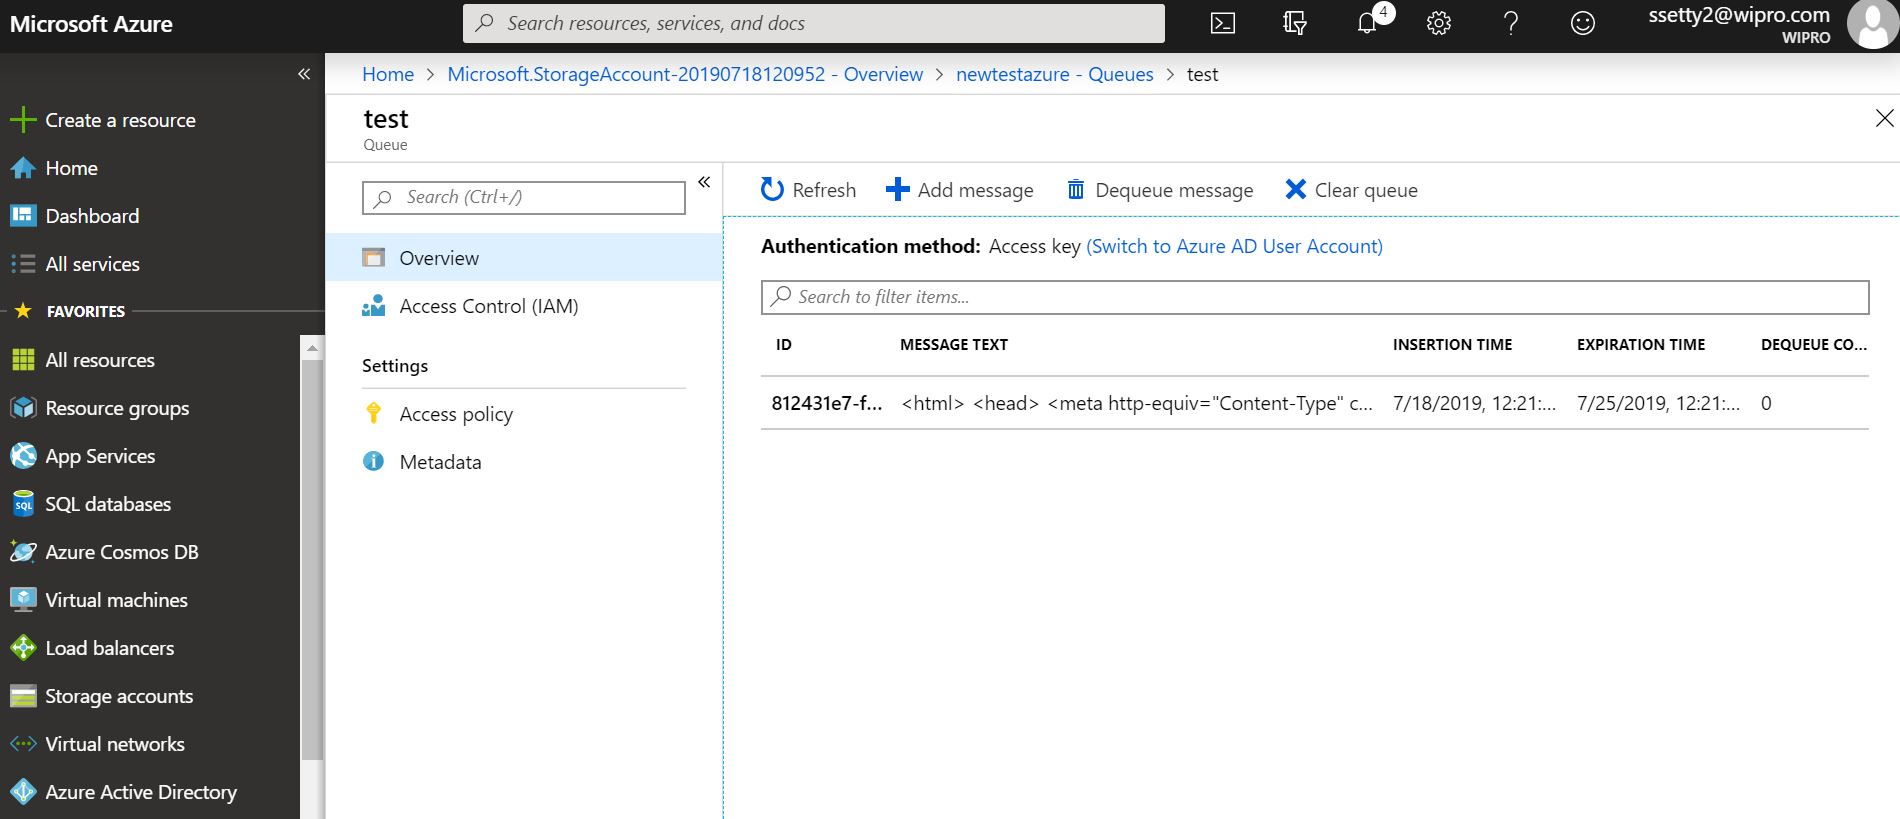 Microsoft Azure
Search resources, services, and docs
4
ssetty2@wipro.com
WIPRO
Home > Microsoft.StorageAccount-20190718120952 - Overview > newtestazure - Queues > test
Create a resource
Home
Dashboard
All services
FAVORITES
All resources
Resource groups
App Services
SQL
SQL databases
Azure Cosmos DB
Virtual machines
Load balancers
Storage accounts
Virtual networks
Azure Active Directory
test
Queue
Search (Ctrl+/)
Overview
Access Control (IAM)
Settings
Access policy
Metadata
Refresh
Add message
Dequeue message
Clear queue
Authentication method: Access key (Switch to Azure AD User Account)
Search to filter items...
ID MESSAGE TEXT INSERTION TIME EXPIRATION TIME DEQUEUE CO...
812431e7-f... <html> <head> <meta http-equiv="Content-Type" c... 7/18/2019, 12:21:... 7/25/2019, 12:21:... 0